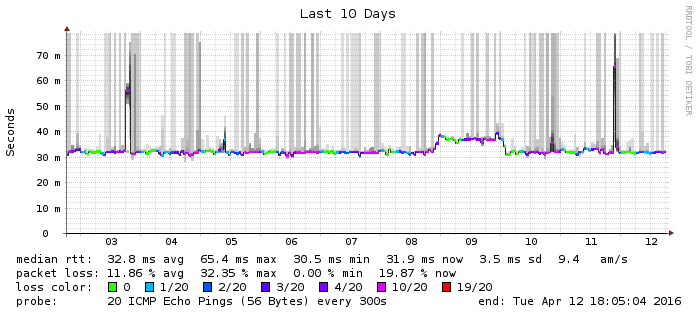 Last 10 Days
RRDTOOL / TOBI OETIKER
Seconds
70 m
60 m
50 m
40 m
30 m
20 m
10 m
0
03 04 05 06 07 08 09 10 11 12
median rtt: 32.8 ms avg 65.4 ms max 30.5 ms min 31.9 ms now 3.5 ms sd 9.4 am/s
packet loss: 11.86 % avg 32.35 % max 0.00 % min 19.87 % now
loss color: 0 1/20 2/20 3/20 4/20 10/20 19/20
probe: 20 ICMP Echo Pings (56 Bytes) every 300s end: Tue Apr 12 18:05:04 2016